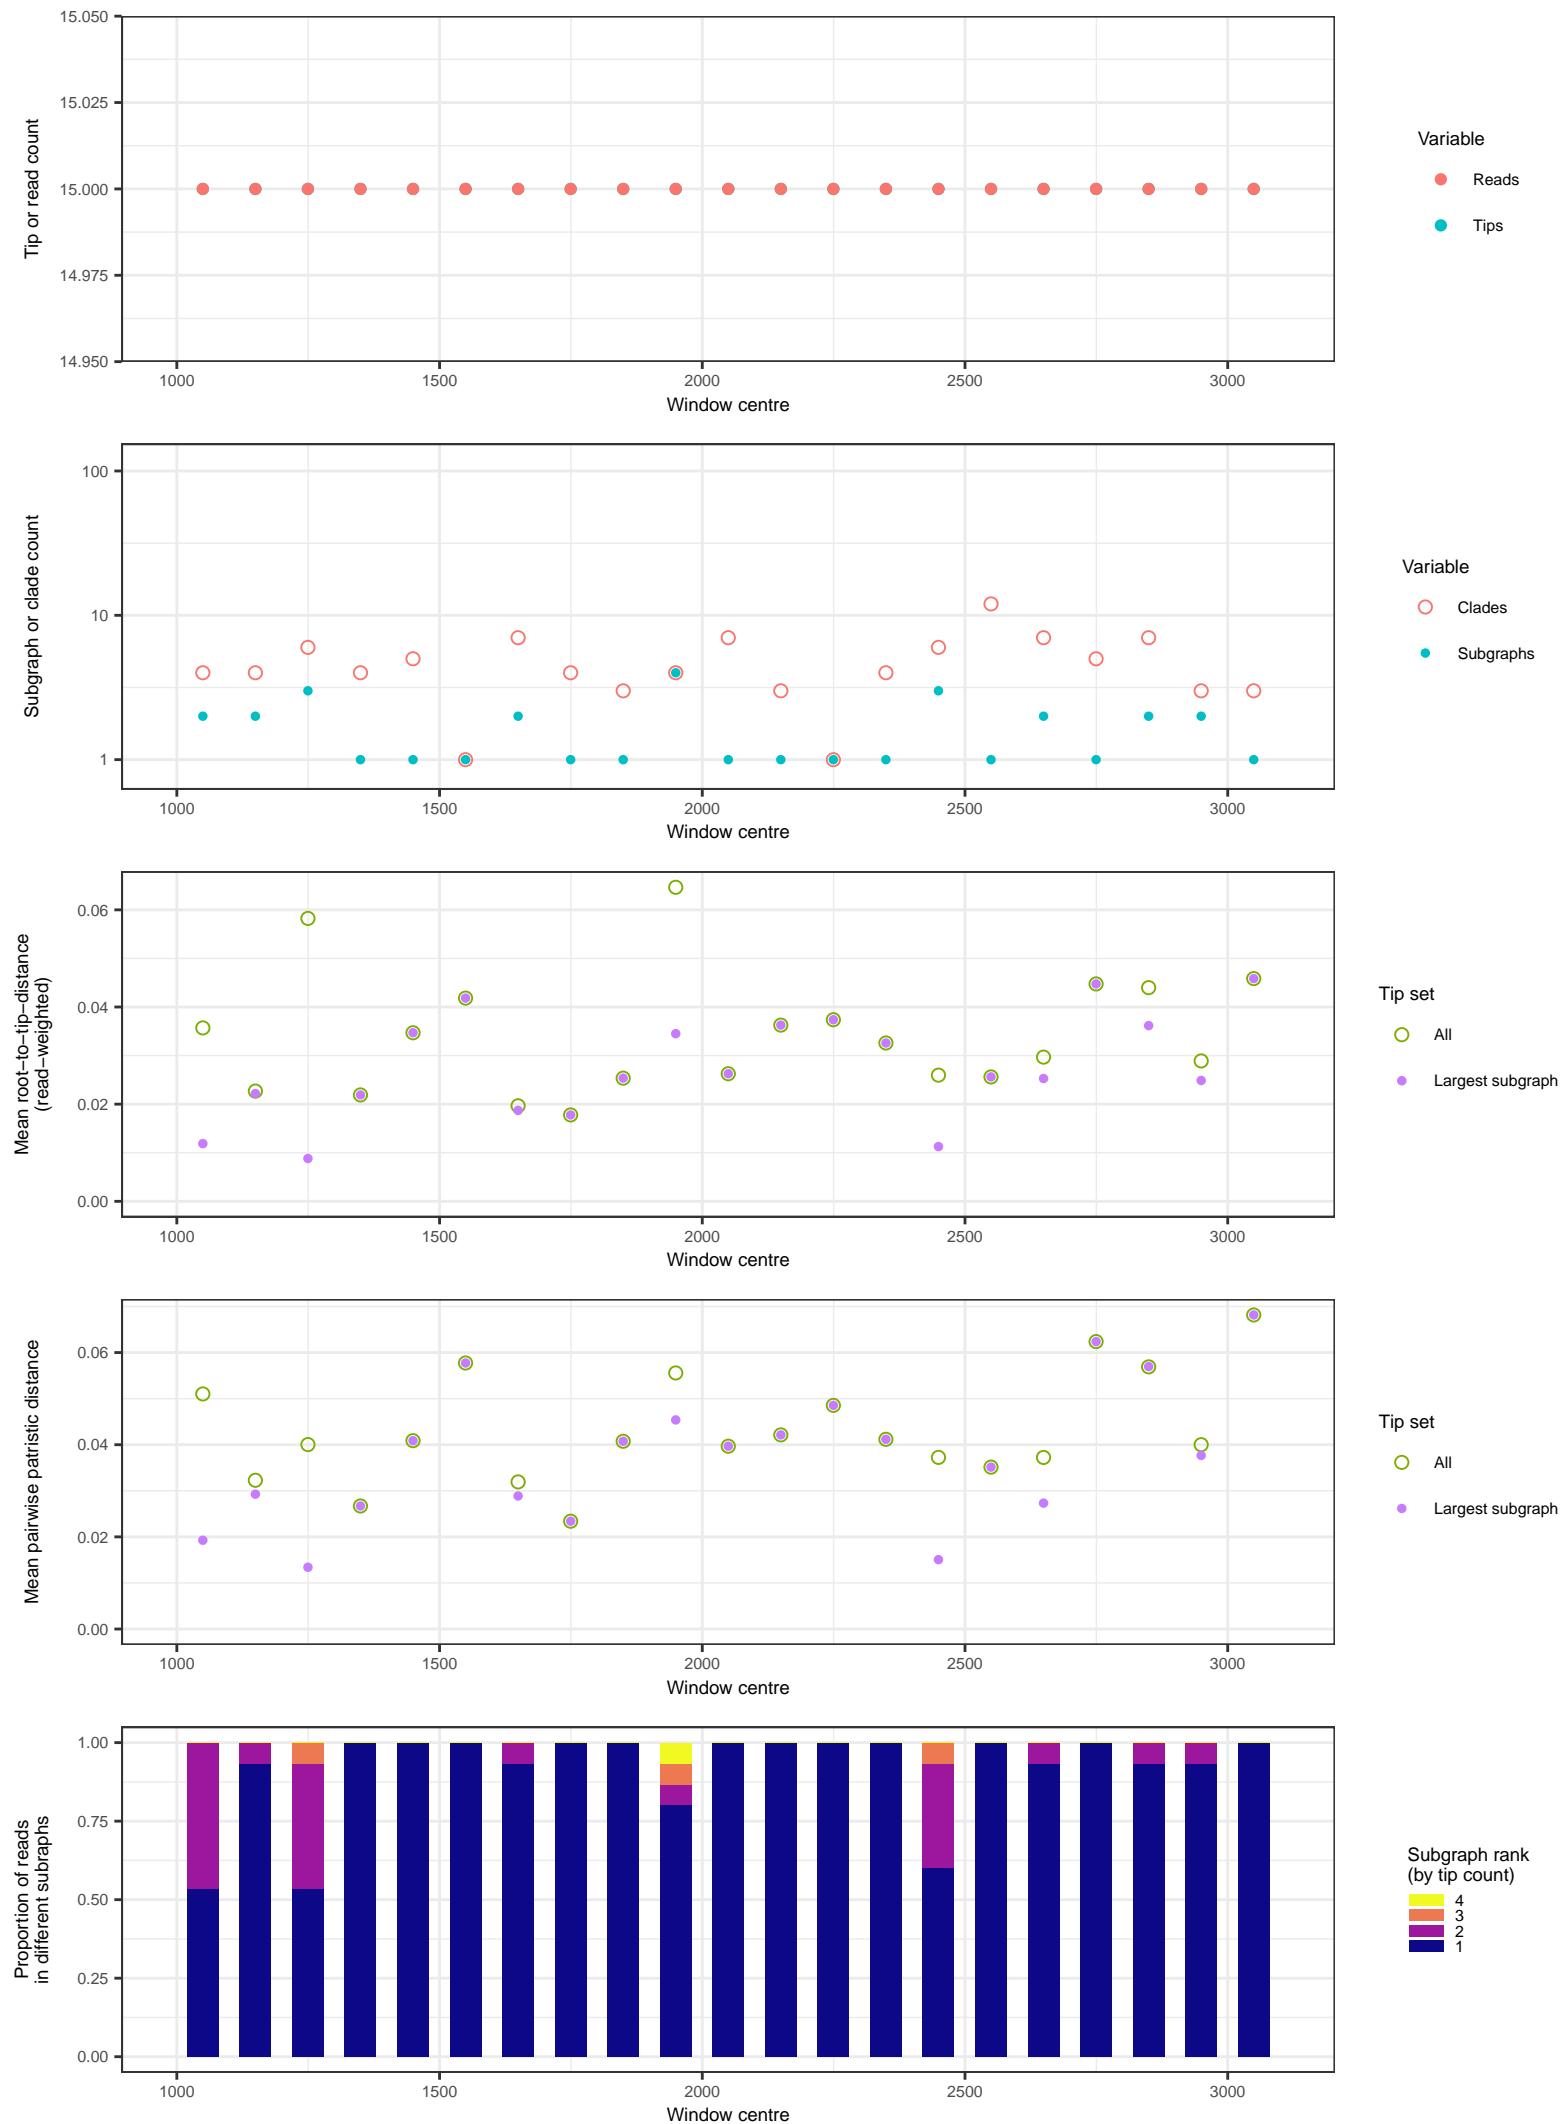 15.050
15.025
15.000
14.975
14.950
Tip or read count
1000 1500 2000 2500 3000
Window centre
Variable
Reads
Tips
100
10
1
Subgraph or clade count
1000 1500 2000 2500 3000
Window centre
Variable
Clades
Subgraphs
0.06
0.04
0.02
0.00
Mean root−to−tip−distance
(read−weighted)
1000 1500 2000 2500 3000
Window centre
Tip set
All
Largest subgraph
0.06
0.04
0.02
0.00
Mean pairwise patristic distance
1000 1500 2000 2500 3000
Window centre
Tip set
All
Largest subgraph
1.00
0.75
0.50
0.25
0.00
Proportion of reads
in different subraphs
1000 1500 2000 2500 3000
Window centre
Subgraph rank
(by tip count)
4
3
2
1